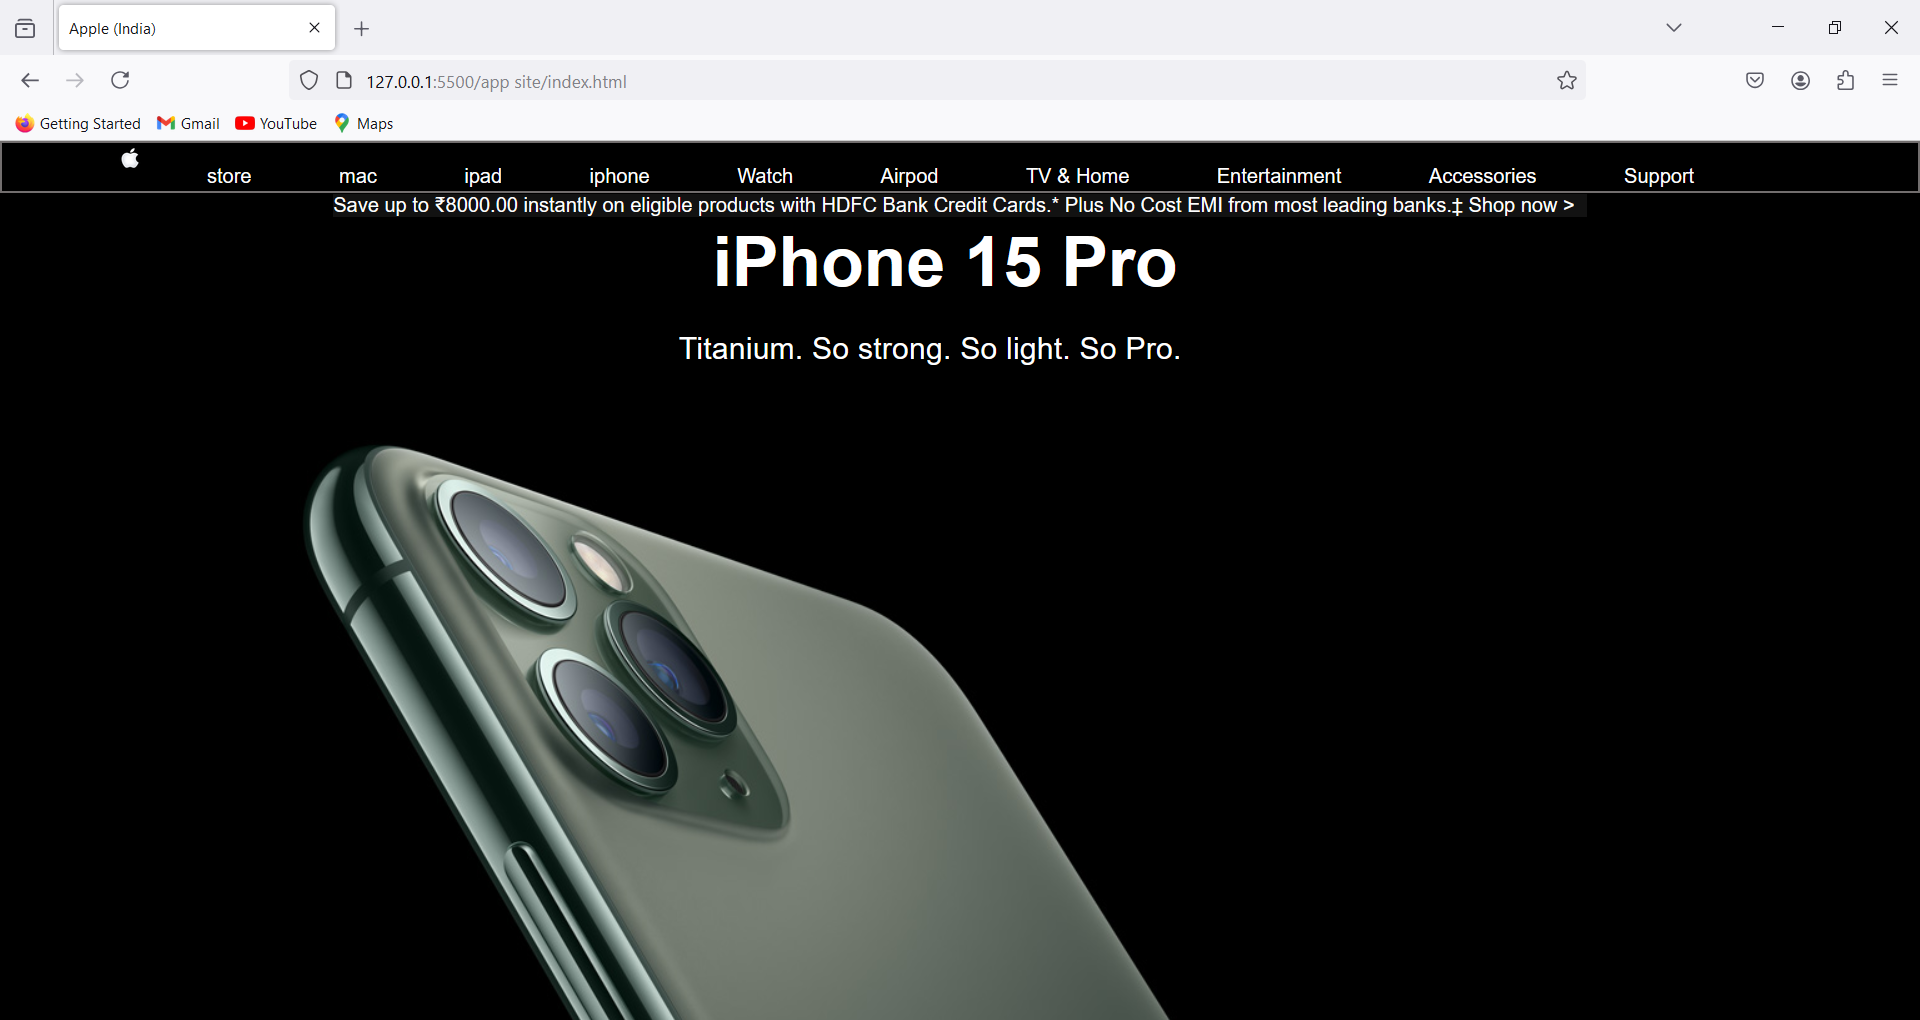 Apple (India)
127.0.0.1:5500/app site/index.html
Getting Started Gmail YouTube Maps
store mac ipad iphone Watch Airpod TV & Home Entertainment Accessories Support
Save up to ₹8000.00 instantly on eligible products with HDFC Bank Credit Cards.* Plus No Cost EMI from most leading banks.‡ Shop now >
iPhone 15 Pro
Titanium. So strong. So light. So Pro.